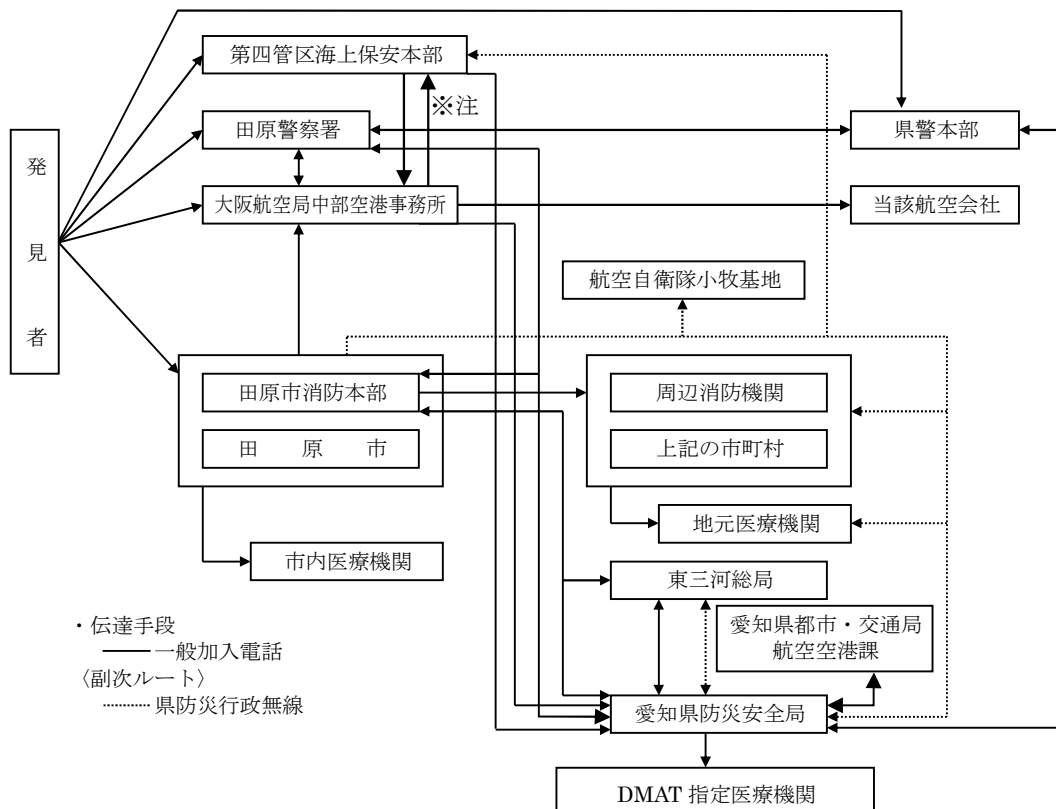 第四管区海上保安本部
※注
田原警察署
県警本部
発見者
大阪航空局中部空港事務所
当該航空会社
航空自衛隊小牧基地
田原市消防本部
周辺消防機関
田　原　市
上記の市町村
地元医療機関
市内医療機関
東三河総局
・伝達手段
一般加入電話
〈副次ルート〉
県防災行政無線
愛知県都市・交通局
航空空港課
愛知県防災安全局
DMAT 指定医療機関